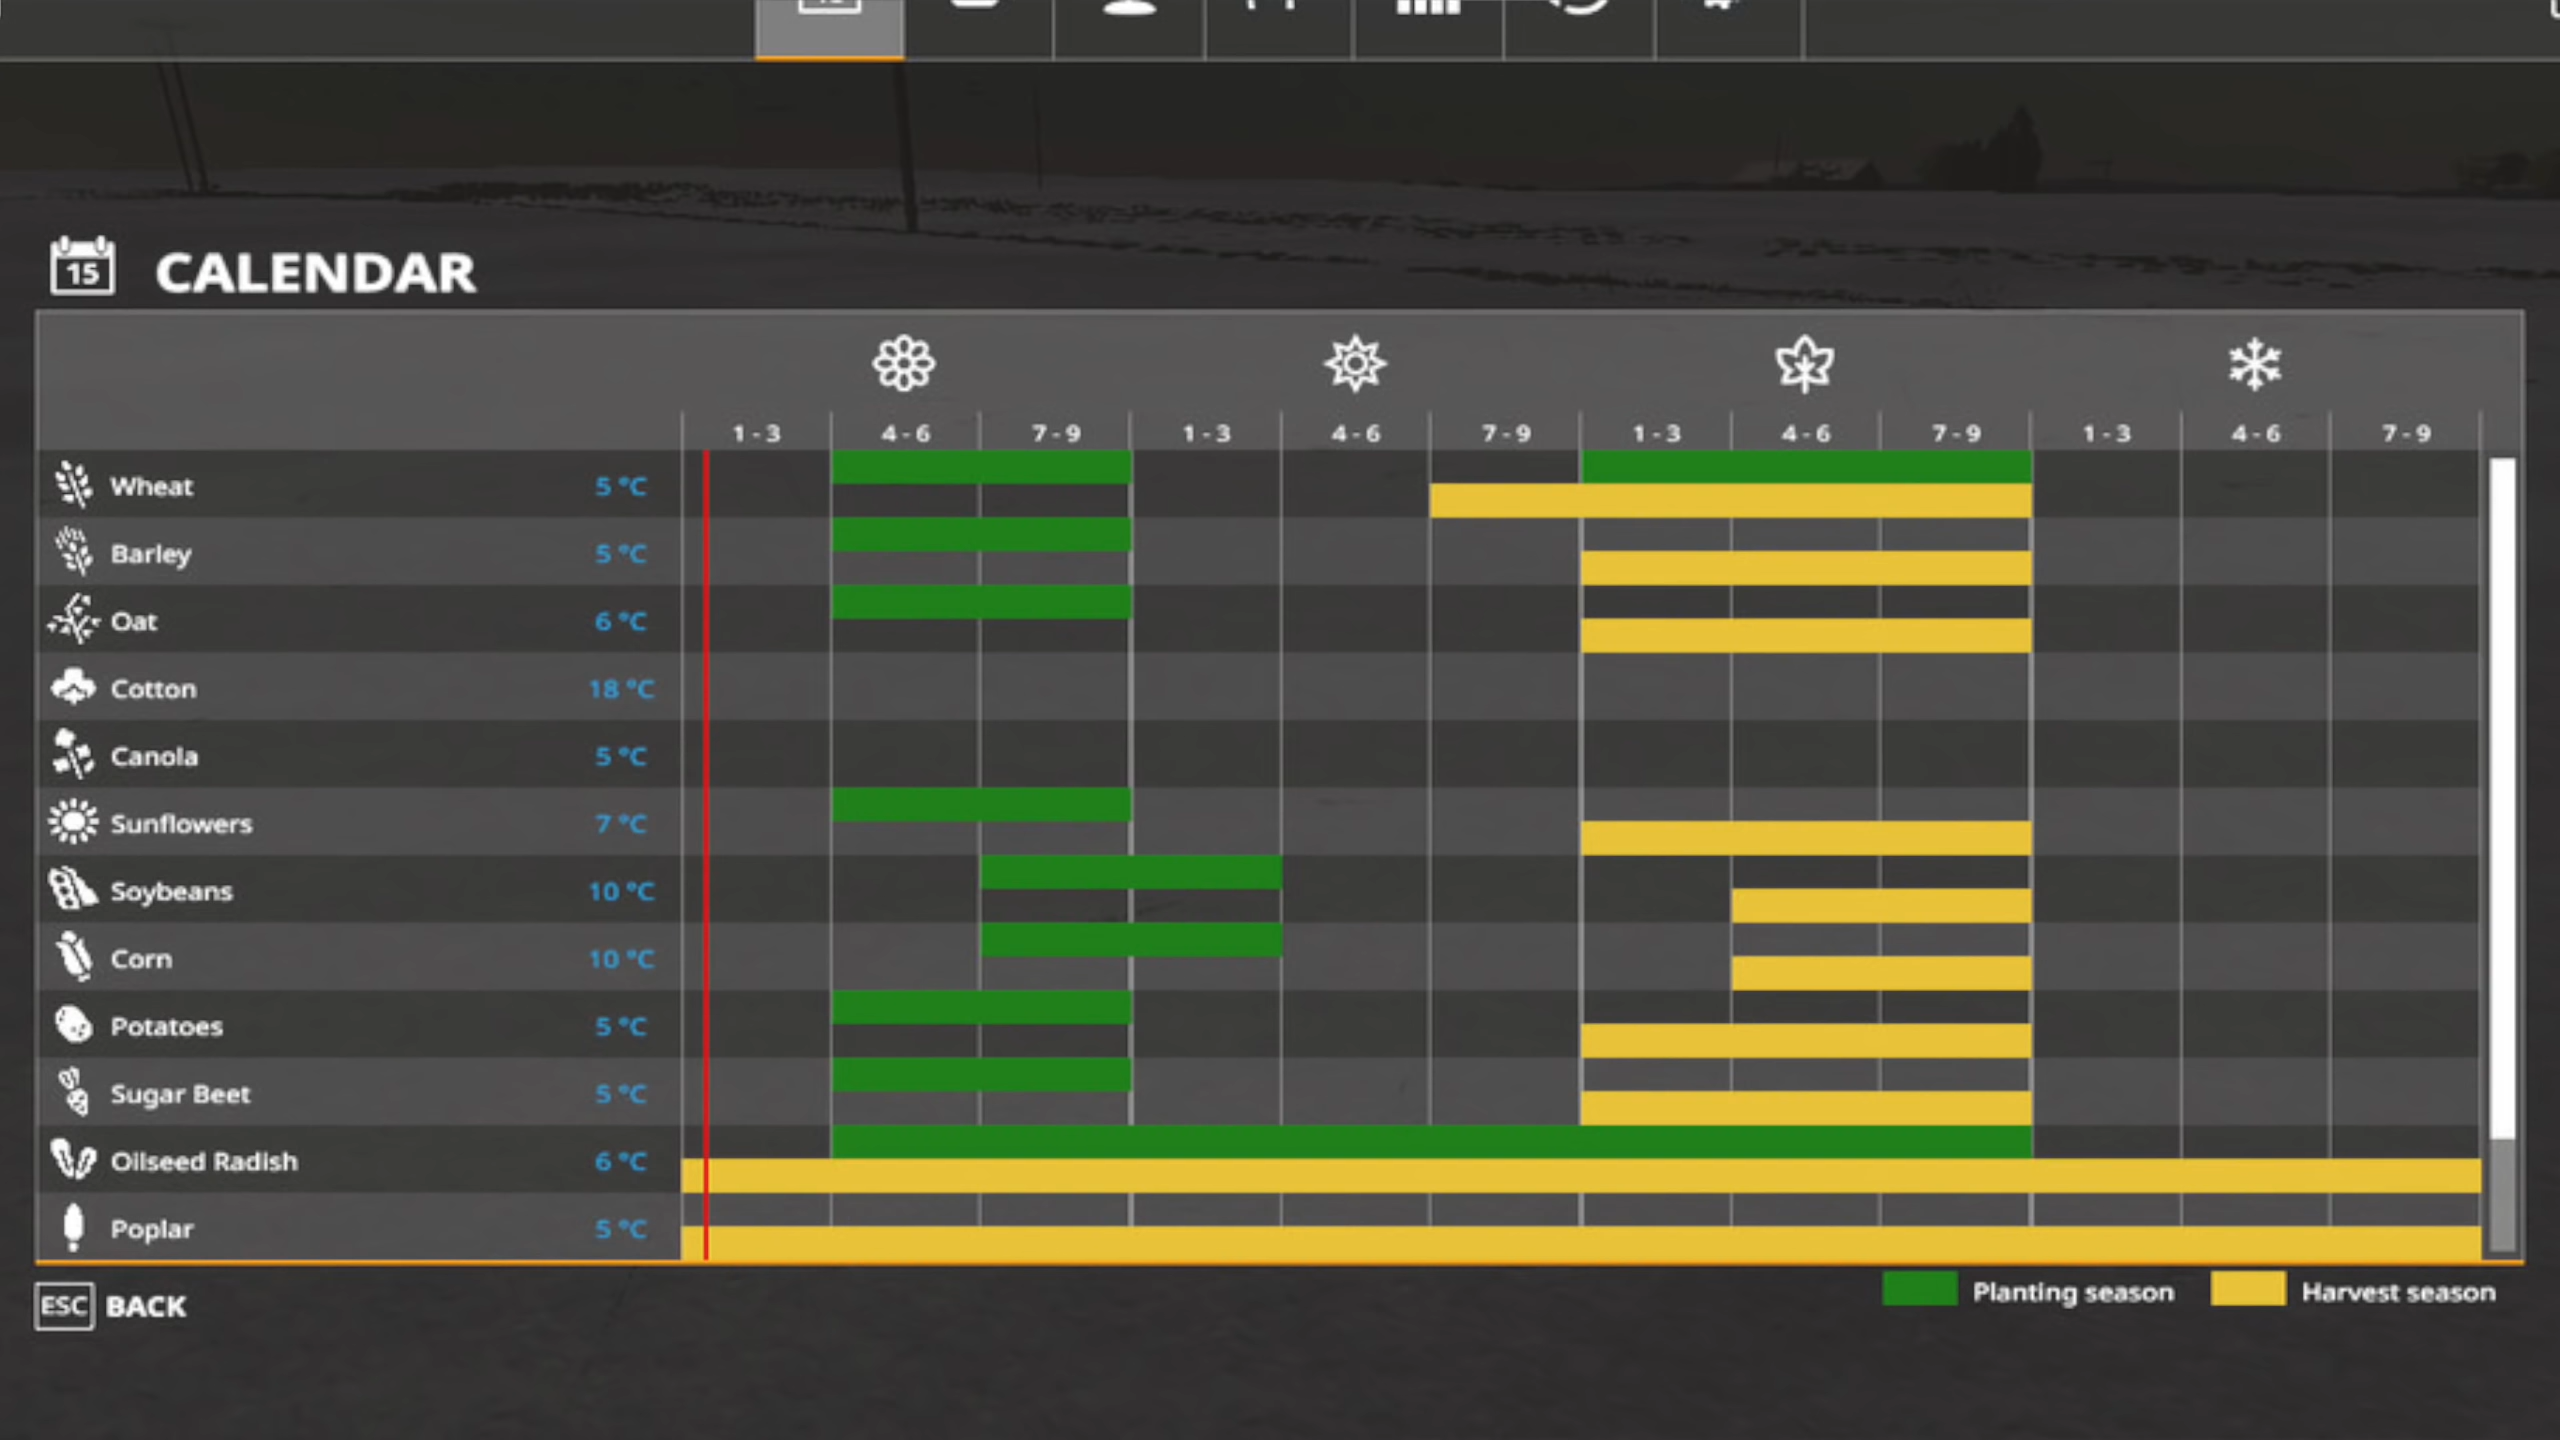 15 CALENDAR
1 - 3 4 - 6 7 - 9 1 - 3 4 - 6 7 - 9 1 - 3 4 - 6 7 - 9 1 - 3 4 - 6 7 - 9
Wheat 5 °C
Barley 5 °C
Oat 6 °C
Cotton 18 °C
Canola 5 °C
Sunflowers 7 °C
Soybeans 10 °C
Corn 10 °C
Potatoes 5 °C
Sugar Beet 5 °C
Oilseed Radish 6 °C
Poplar 5 °C
Planting season Harvest season
ESC BACK